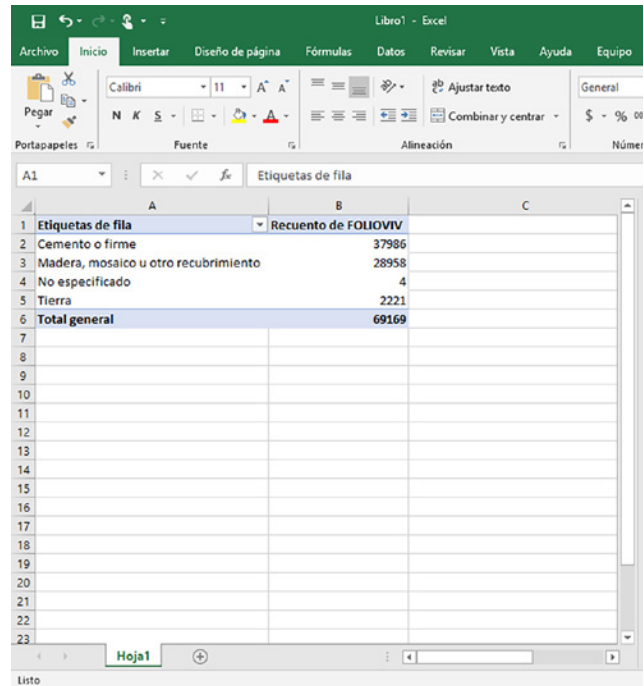 Libro1 - Excel
Archivo Inicio Insertar Diseño de página Fórmulas Datos Revisar Vista Ayuda Equipo
Pegar
Calibri 11 A A
Ajustar texto
General
N K S
A
Combinar y centrar
$ - % 00
Portapapeles Fuente Alineación Númer
A1 fx Etiquetas de fila
A B C
1 Etiquetas de fila Recuento de FOLIOVIV
2 Cemento o firme 37986
3 Madera, mosaico u otro recubrimiento 28958
4 No especificado 4
5 Tierra 2221
6 Total general 69169
7
8
9
10
11
12
13
14
15
16
17
18
19
20
21
22
23
Hoja1
Listo